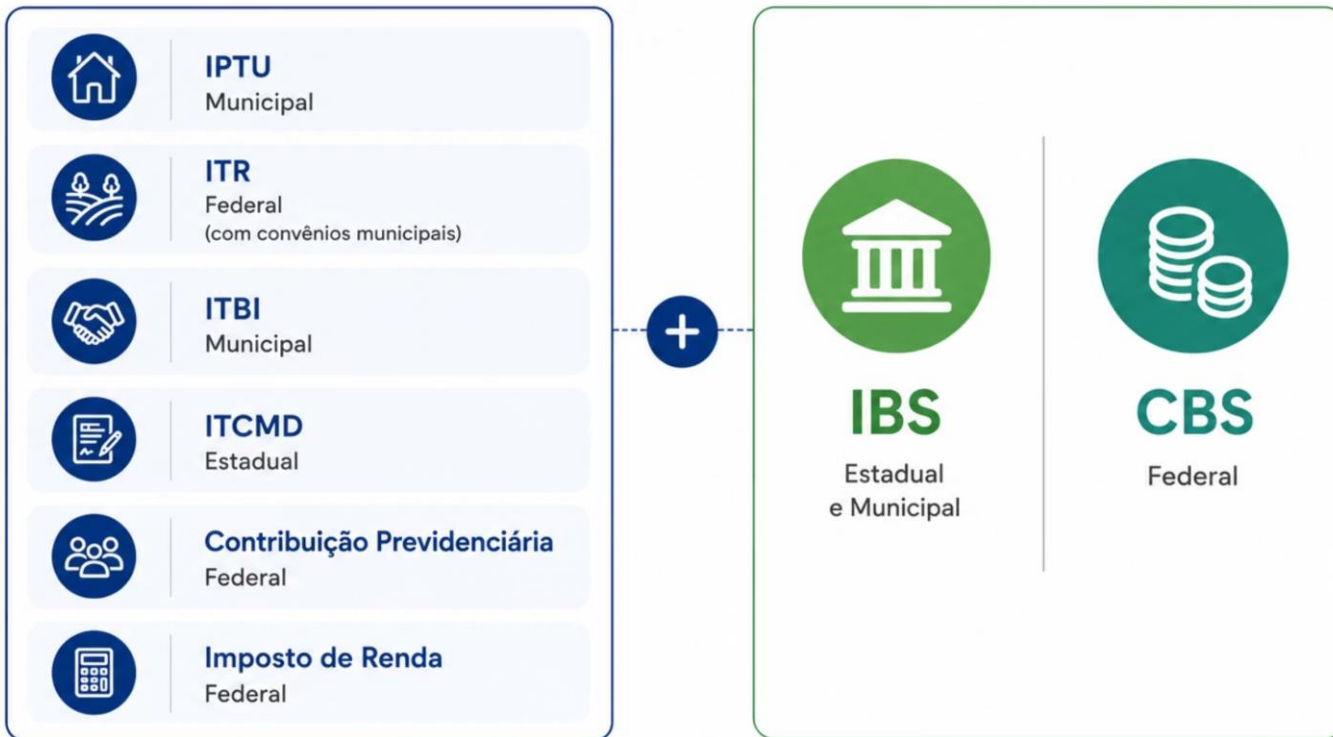 IPTU
Municipal
ITR
Federal
(com convênios municipais)
ITBI
Municipal
ITCMD
Estadual
Contribuição Previdenciária
Federal
Imposto de Renda
Federal
+
IBS
Estadual
e Municipal
CBS
Federal